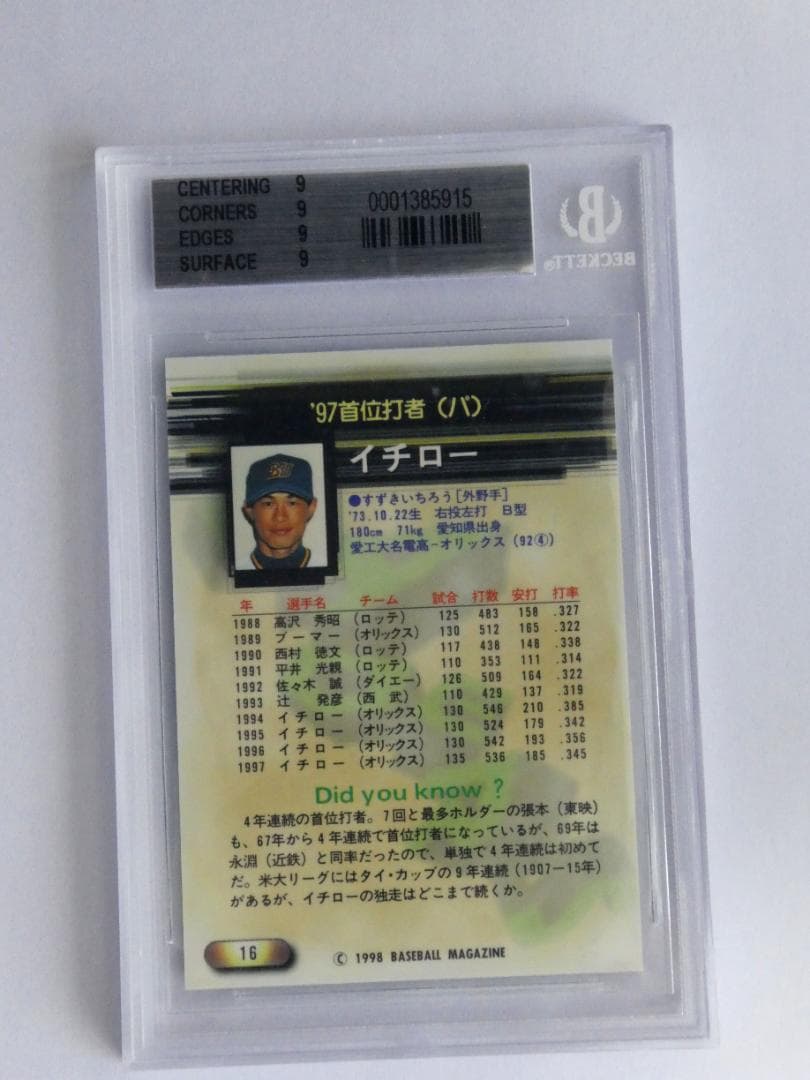 CENTERING 9
CORNERS 9
EDGES 9
SURFACE 9
0001385915
BECKETT®
'97首位打者（パ）
イチロー
●すずきいちろう［外野手］
'73.10.22生 右投左打 B型
180cm 71kg 愛知県出身
愛工大名電高－オリックス（92④）
年 選手名 チーム 試合 打数 安打 打率
1988 高沢 秀昭 （ロッテ） 125 483 158 .327
1989 ブーマー （オリックス） 130 512 165 .322
1990 西村 徳文 （ロッテ） 117 438 148 .338
1991 平井 光親 （ロッテ） 110 353 111 .314
1992 佐々木 誠 （ダイエー） 126 509 164 .322
1993 辻 発彦 （西 武） 110 429 137 .319
1994 イチロー （オリックス） 130 546 210 .385
1995 イチロー （オリックス） 130 524 179 .342
1996 イチロー （オリックス） 130 542 193 .356
1997 イチロー （オリックス） 135 536 185 .345
Did you know ?
4年連続の首位打者。7回と最多ホルダーの張本（東映）
も、67年から4年連続で首位打者になっているが、69年は
永淵（近鉄）と同率だったので、単独で4年連続は初めて
だ。米大リーグにはタイ・カップの9年連続（1907－15年）
があるが、イチローの独走はどこまで続くか。
16
© 1998 BASEBALL MAGAZINE